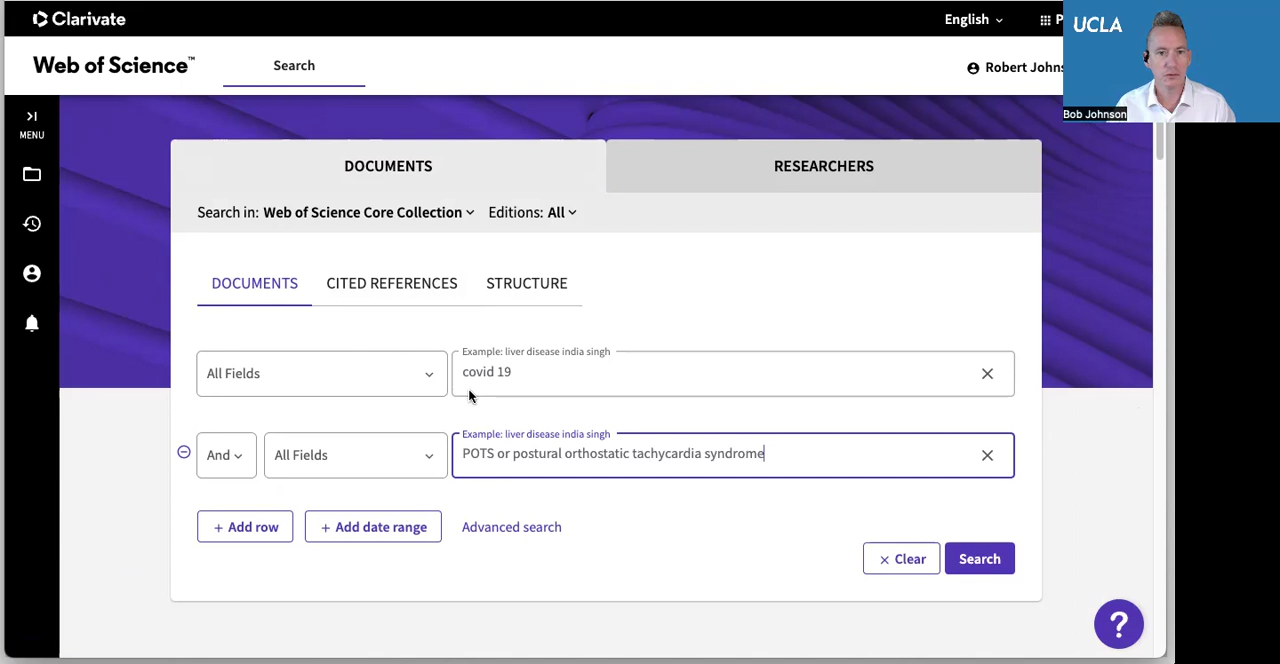 Clarivate
English
P
UCLA
Web of Science™
Search
Robert Johns
Bob Johnson
MENU
DOCUMENTS
RESEARCHERS
Search in: Web of Science Core Collection
Editions: All
DOCUMENTS
CITED REFERENCES
STRUCTURE
Example: liver disease india singh
All Fields
covid 19
Example: liver disease india singh
And
All Fields
POTS or postural orthostatic tachycardia syndrome
+ Add row
+ Add date range
Advanced search
× Clear
Search
?